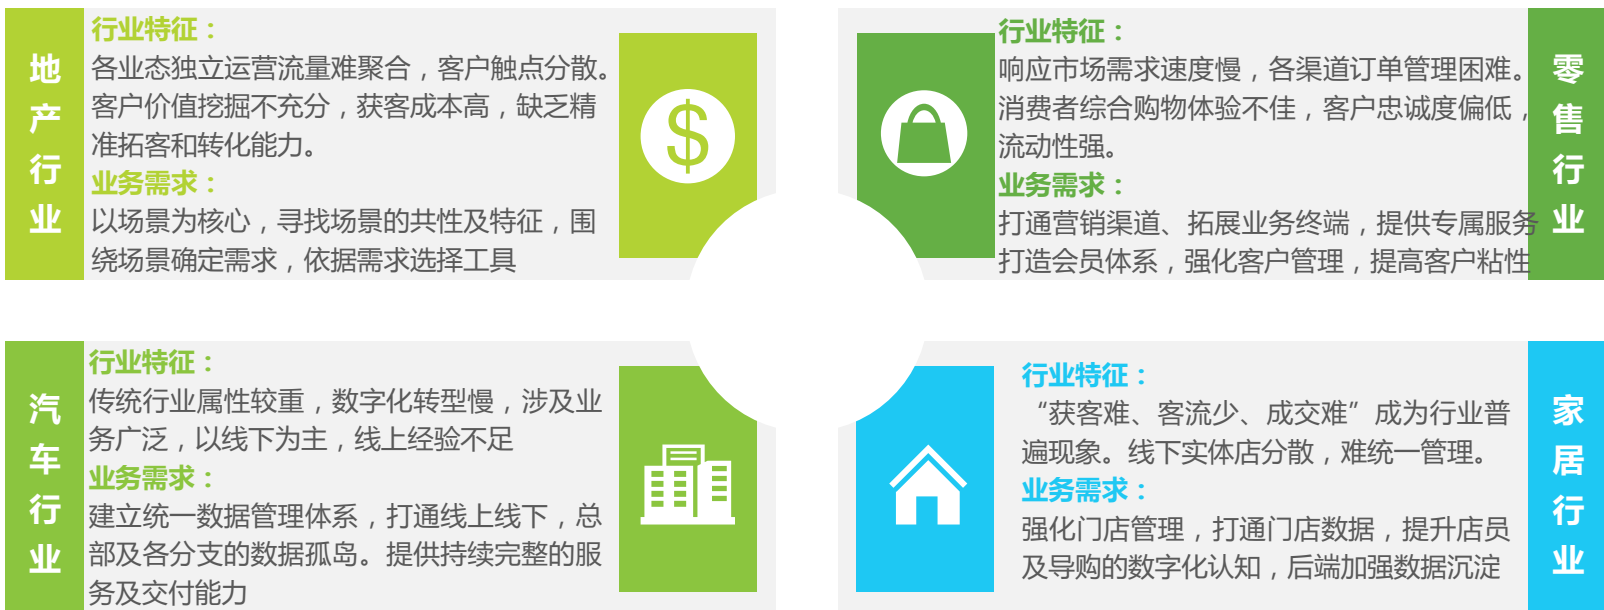 地产行业
行业特征：
各业态独立运营流量难聚合，客户触点分散。
客户价值挖掘不充分，获客成本高，缺乏精
准拓客和转化能力。
业务需求：
以场景为核心，寻找场景的共性及特征，围
绕场景确定需求，依据需求选择工具
$
行业特征：
响应市场需求速度慢，各渠道订单管理困难。
消费者综合购物体验不佳，客户忠诚度偏低，
流动性强。
业务需求：
打通营销渠道、拓展业务终端，提供专属服务
打造会员体系，强化客户管理，提高客户粘性
零售行业
汽车行业
行业特征：
传统行业属性较重，数字化转型慢，涉及业
务广泛，以线下为主，线上经验不足
业务需求：
建立统一数据管理体系，打通线上线下，总
部及各分支的数据孤岛。提供持续完整的服
务及交付能力
行业特征：
“获客难、客流少、成交难”成为行业普
遍现象。线下实体店分散，难统一管理。
业务需求：
强化门店管理，打通门店数据，提升店员
及导购的数字化认知，后端加强数据沉淀
家居行业